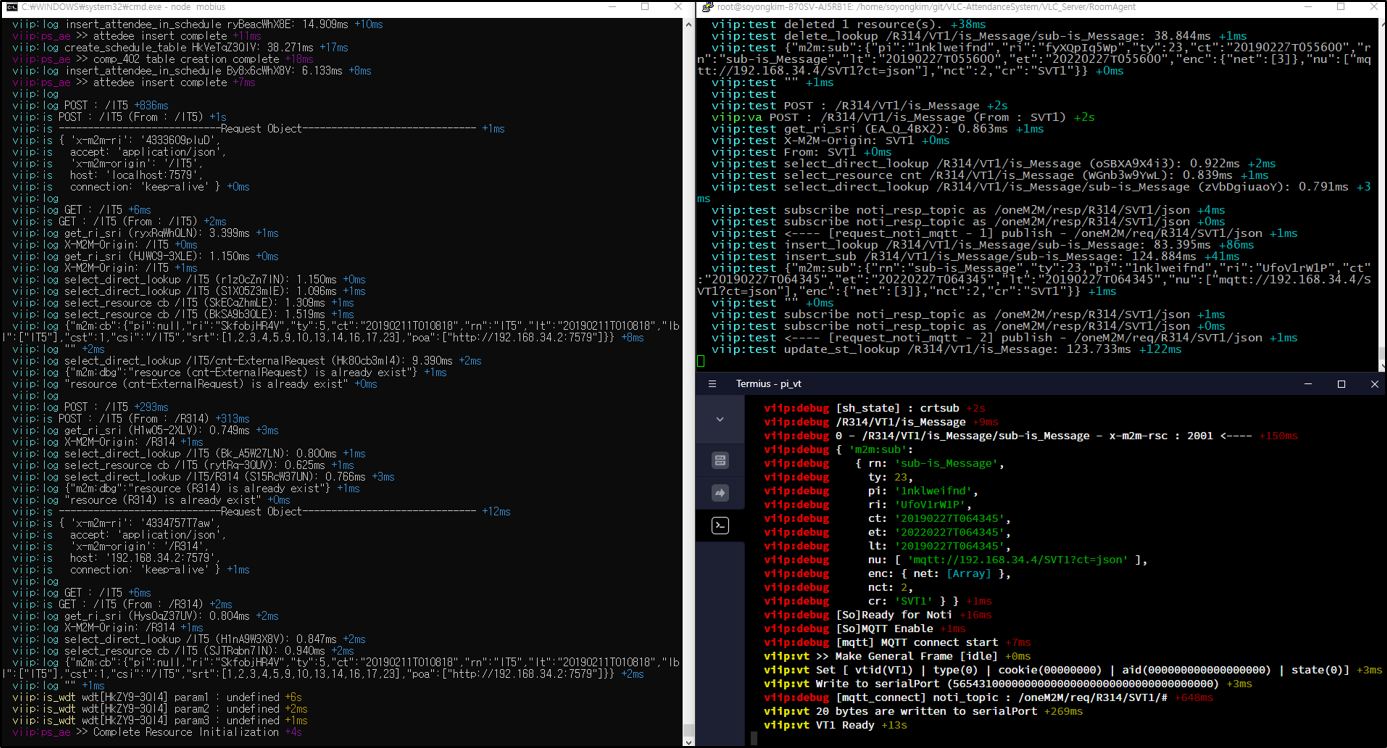 C:₩WINDOWS₩system32₩cmd.exe - node mobius
viip:log insert_attendee_in_schedule ryBeacWhX8E: 14.909ms +10ms
viip:ps_ae >> attedee insert complete +11ms
viip:log create_schedule_table HkVeTqZ3QlV: 38.271ms +17ms
viip:ps_ae >> comp_402 table creation complete +18ms
viip:log insert_attendee_in_schedule By8x6cWhX8V: 6.133ms +8ms
viip:ps_ae >> attedee insert complete +7ms
viip:log
viip:log POST : /IT5 +836ms
viip:is POST : /IT5 (From : /IT5) +1s
viip:is ----------------------------Request Object------------------------------ +1ms
viip:is { 'x-m2m-ri': '4333609pluD',
viip:is   accept: 'application/json',
viip:is   'x-m2m-origin': '/IT5',
viip:is   host: 'localhost:7579',
viip:is   connection: 'keep-alive' } +0ms
viip:log
viip:log GET : /IT5 +6ms
viip:is GET : /IT5 (From : /IT5) +2ms
viip:log get_ri_sri (ryxRqWhQLN): 3.399ms +1ms
viip:log X-M2M-Origin: /IT5 +0ms
viip:log get_ri_sri (HJWC9-3XLE): 1.150ms +0ms
viip:log X-M2M-Origin: /IT5 +1ms
viip:log select_direct_lookup /IT5 (r1zOcZn7IN): 1.150ms +0ms
viip:log select_direct_lookup /IT5 (S1X05Z3mlE): 1.096ms +1ms
viip:log select_resource cb /IT5 (SkECqZhmLE): 1.309ms +1ms
viip:log select_resource cb /IT5 (BkSA9b3QLE): 1.519ms +1ms
viip:log {"m2m:cb":{"pi":null,"ri":"SkfobjHR4V","ty":5,"ct":"20190211T010818","rn":"IT5","lt":"20190211T010818","lb
l":["IT5"],"cst":1,"csi":"/IT5","srt":[1,2,3,4,5,9,10,13,14,16,17,23],"poa":["http://192.168.34.2:7579"]}} +8ms
viip:log "" +2ms
viip:log select_direct_lookup /IT5/cnt-ExternalRequest (Hk8Ocb3ml4): 9.390ms +2ms
viip:log {"m2m:dbg":"resource (cnt-ExternalRequest) is already exist"} +1ms
viip:log "resource (cnt-ExternalRequest) is already exist" +0ms
viip:log
viip:log POST : /IT5 +293ms
viip:is POST : /IT5 (From : /R314) +313ms
viip:log get_ri_sri (H1wO5-2XLV): 0.749ms +3ms
viip:log X-M2M-Origin: /R314 +1ms
viip:log select_direct_lookup /IT5 (Bk_A5W27LN): 0.800ms +1ms
viip:log select_resource cb /IT5 (rytRq-3QUV): 0.625ms +1ms
viip:log select_direct_lookup /IT5/R314 (S15RcW37UN): 0.766ms +3ms
viip:log {"m2m:dbg":"resource (R314) is already exist"} +1ms
viip:log "resource (R314) is already exist" +0ms
viip:is ----------------------------Request Object------------------------------ +12ms
viip:is { 'x-m2m-ri': '4334757T7aw',
viip:is   accept: 'application/json',
viip:is   'x-m2m-origin': '/R314',
viip:is   host: '192.168.34.2:7579',
viip:is   connection: 'keep-alive' } +1ms
viip:log
viip:log GET : /IT5 +6ms
viip:is GET : /IT5 (From : /R314) +2ms
viip:log get_ri_sri (HysOqZ37UV): 0.804ms +2ms
viip:log X-M2M-Origin: /R314 +1ms
viip:log select_direct_lookup /IT5 (H1nA9W3X8V): 0.847ms +2ms
viip:log select_resource cb /IT5 (SJTRqbn7IN): 0.940ms +2ms
viip:log {"m2m:cb":{"pi":null,"ri":"SkfobjHR4V","ty":5,"ct":"20190211T010818","rn":"IT5","lt":"20190211T010818","lb
l":["IT5"],"cst":1,"csi":"/IT5","srt":[1,2,3,4,5,9,10,13,14,16,17,23],"poa":["http://192.168.34.2:7579"]}} +2ms
viip:log "" +1ms
viip:is_wdt wdt[HkZY9-3Ql4] param1 : undefined +6s
viip:is_wdt wdt[HkZY9-3Ql4] param2 : undefined +2ms
viip:is_wdt wdt[HkZY9-3Ql4] param3 : undefined +1ms
viip:ps_ae >> Complete Resource Initialization +4s
root@soyongkim-B70SV-AJ5R81E: /home/soyongkim/git/VLC-AttendanceSystem/VLC_Server/RoomAgent
viip:test deleted 1 resource(s). +38ms
viip:test delete_lookup /R314/VT1/is_Message/sub-is_Message: 38.844ms +1ms
viip:test {"m2m:sub":{"pi":"1nklweifnd","ri":"fyXQpIq5Wp","ty":23,"ct":"20190227T055600","r
n":"sub-is_Message","lt":"20190227T055600","et":"20220227T055600","enc":{"net":[3]},"nu":["m
qtt://192.168.34.4/SVT1?ct=json"],"nct":2,"cr":"SVT1"}} +0ms
viip:test "" +1ms
viip:test
viip:test POST : /R314/VT1/is_Message +2s
viip:va POST : /R314/VT1/is_Message (From : SVT1) +2s
viip:test get_ri_sri (EA_Q_4BX2): 0.863ms +1ms
viip:test X-M2M-Origin: SVT1 +0ms
viip:test From: SVT1 +0ms
viip:test select_direct_lookup /R314/VT1/is_Message (oSBXA9X4i3): 0.922ms +2ms
viip:test select_resource cnt /R314/VT1/is_Message (WGnb3w9YwL): 0.839ms +1ms
viip:test select_direct_lookup /R314/VT1/is_Message/sub-is_Message (zVbDgiuaoY): 0.791ms +3
ms
viip:test subscribe noti_resp_topic as /oneM2M/resp/R314/SVT1/json +4ms
viip:test subscribe noti_resp_topic as /oneM2M/resp/R314/SVT1/json +0ms
viip:test <---- [request_noti_mqtt - 1] publish - /oneM2M/req/R314/SVT1/json +1ms
viip:test insert_lookup /R314/VT1/is_Message/sub-is_Message: 83.395ms +86ms
viip:test insert_sub /R314/VT1/is_Message/sub-is_Message: 124.884ms +41ms
viip:test {"m2m:sub":{"rn":"sub-is_Message","ty":23,"pi":"1nklweifnd","ri":"UfoV1rW1P","ct"
:"20190227T064345","et":"20220227T064345","lt":"20190227T064345","nu":["mqtt://192.168.34.4/S
VT1?ct=json"],"enc":{"net":[3]},"nct":2,"cr":"SVT1"}} +1ms
viip:test "" +0ms
viip:test subscribe noti_resp_topic as /oneM2M/resp/R314/SVT1/json +1ms
viip:test subscribe noti_resp_topic as /oneM2M/resp/R314/SVT1/json +0ms
viip:test <---- [request_noti_mqtt - 2] publish - /oneM2M/req/R314/SVT1/json +1ms
viip:test update_st_lookup /R314/VT1/is_Message: 123.733ms +122ms
Termius - pi_vt
viip:debug [sh_state] : crtsub +2s
viip:debug /R314/VT1/is_Message +9ms
viip:debug 0 - /R314/VT1/is_Message/sub-is_Message - x-m2m-rsc : 2001 <---- +150ms
viip:debug { 'm2m:sub':
viip:debug    { rn: 'sub-is_Message',
viip:debug      ty: 23,
viip:debug      pi: '1nklweifnd',
viip:debug      ri: 'UfoV1rW1P',
viip:debug      ct: '20190227T064345',
viip:debug      et: '20220227T064345',
viip:debug      lt: '20190227T064345',
viip:debug      nu: [ 'mqtt://192.168.34.4/SVT1?ct=json' ],
viip:debug      enc: { net: [Array] },
viip:debug      nct: 2,
viip:debug      cr: 'SVT1' } } +1ms
viip:debug [So]Ready for Noti +16ms
viip:debug [So]MQTT Enable +1ms
viip:debug [mqtt] MQTT connect start +7ms
viip:vt >> Make General Frame [idle] +0ms
viip:vt Set [ vtid(VT1) | type(0) | cookie(00000000) | aid(0000000000000000) | state(0)] +3ms
viip:vt Write to serialPort (5654310000000000000000000000000000000000) +3ms
viip:debug [mqtt_connect] noti_topic : /oneM2M/req/R314/SVT1/# +648ms
viip:vt 20 bytes are written to serialPort +269ms
viip:vt VT1 Ready +13s